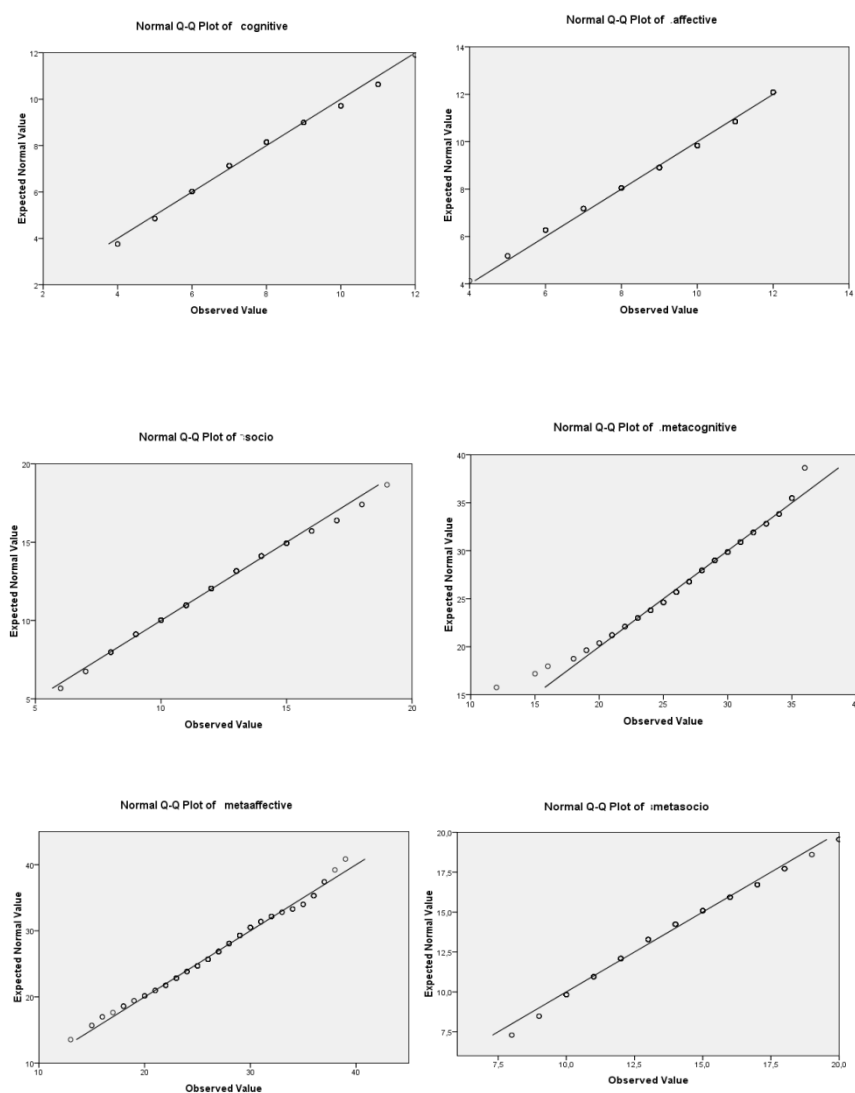 Normal Q-Q Plot of cognitive
Expected Normal Value
12
10
8
6
4
2
2 4 6 8 10 12
Observed Value
Normal Q-Q Plot of .affective
Expected Normal Value
14
12
10
8
6
4
4 6 8 10 12 14
Observed Value
Normal Q-Q Plot of socio
Expected Normal Value
20
15
10
5
5 10 15 20
Observed Value
Normal Q-Q Plot of .metacognitive
Expected Normal Value
40
35
30
25
20
15
10 15 20 25 30 35 40
Observed Value
Normal Q-Q Plot of metaaffective
Expected Normal Value
40
30
20
10
10 20 30 40
Observed Value
Normal Q-Q Plot of metasocio
Expected Normal Value
20,0
17,5
15,0
12,5
10,0
7,5
7,5 10,0 12,5 15,0 17,5 20,0
Observed Value